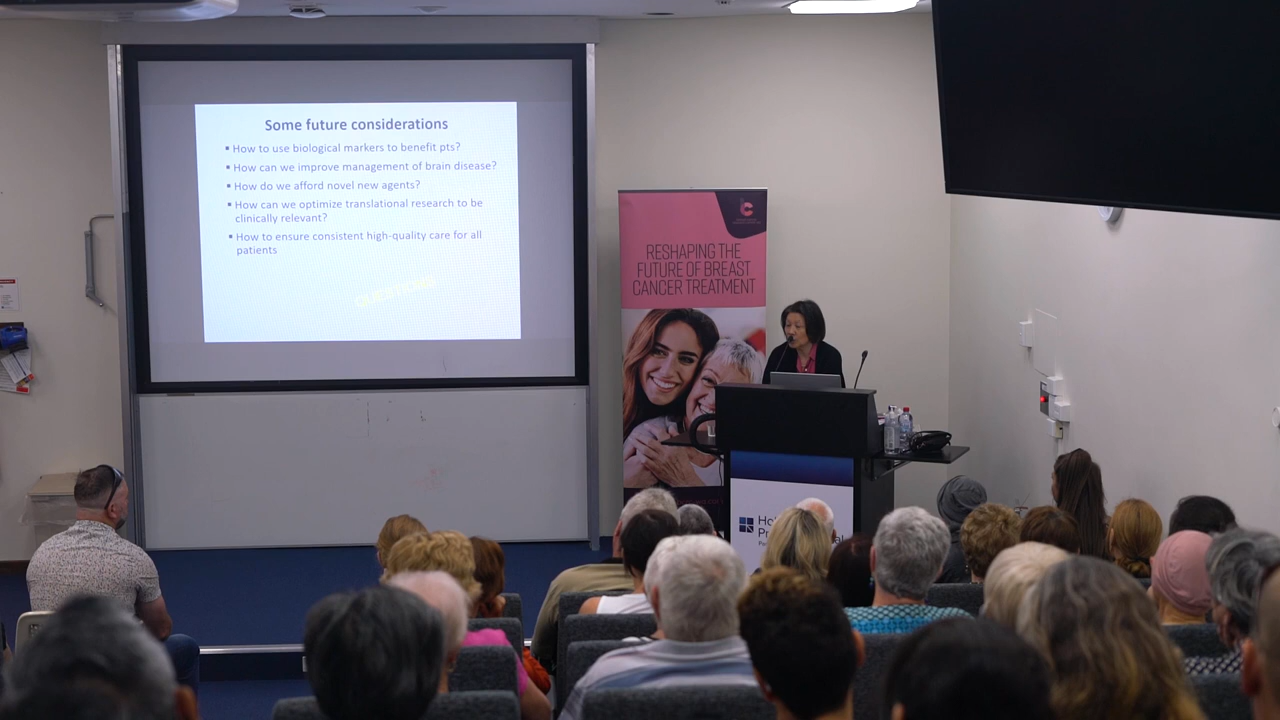 Some future considerations
▪ How to use biological markers to benefit pts?
▪ How can we improve management of brain disease?
▪ How do we afford novel new agents?
▪ How can we optimize translational research to be
clinically relevant?
▪ How to ensure consistent high-quality care for all
patients
QUESTIONS
RESHAPING THE
FUTURE OF BREAST
CANCER TREATMENT